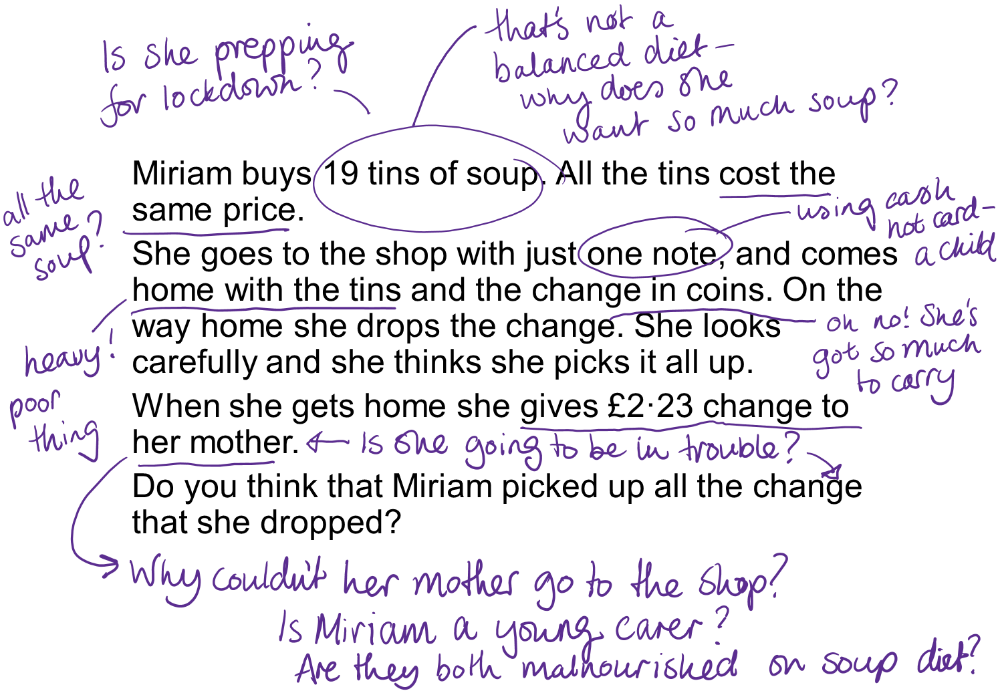 Is she prepping
for lockdown?
that's not a
balanced diet –
why does she
want so much soup?
Miriam buys 19 tins of soup. All the tins cost the
same price.
all the
same
soup?
using cash
not card –
a child
She goes to the shop with just one note, and comes
home with the tins and the change in coins. On the
way home she drops the change. She looks
carefully and she thinks she picks it all up.
heavy!
poor
thing
oh no! She's
got so much
to carry
When she gets home she gives £2·23 change to
her mother.
Is she going to be in trouble?
Do you think that Miriam picked up all the change
that she dropped?
Why couldn't her mother go to the shop?
Is Miriam a young carer?
Are they both malnourished on soup diet?